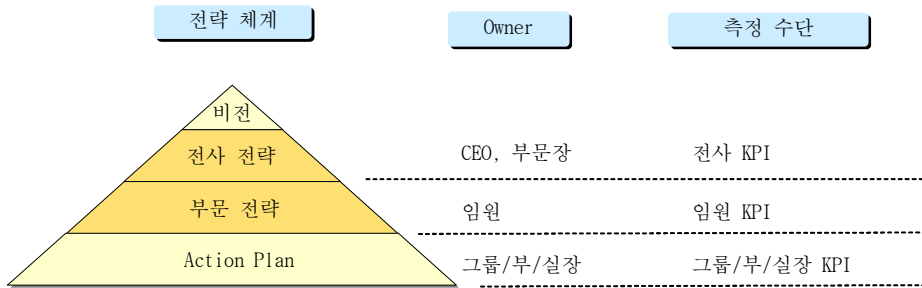 전략 체계 Owner 측정 수단
비전
전사 전략 CEO, 부문장 전사 KPI
부문 전략 임원 임원 KPI
Action Plan 그룹/부/실장 그룹/부/실장 KPI